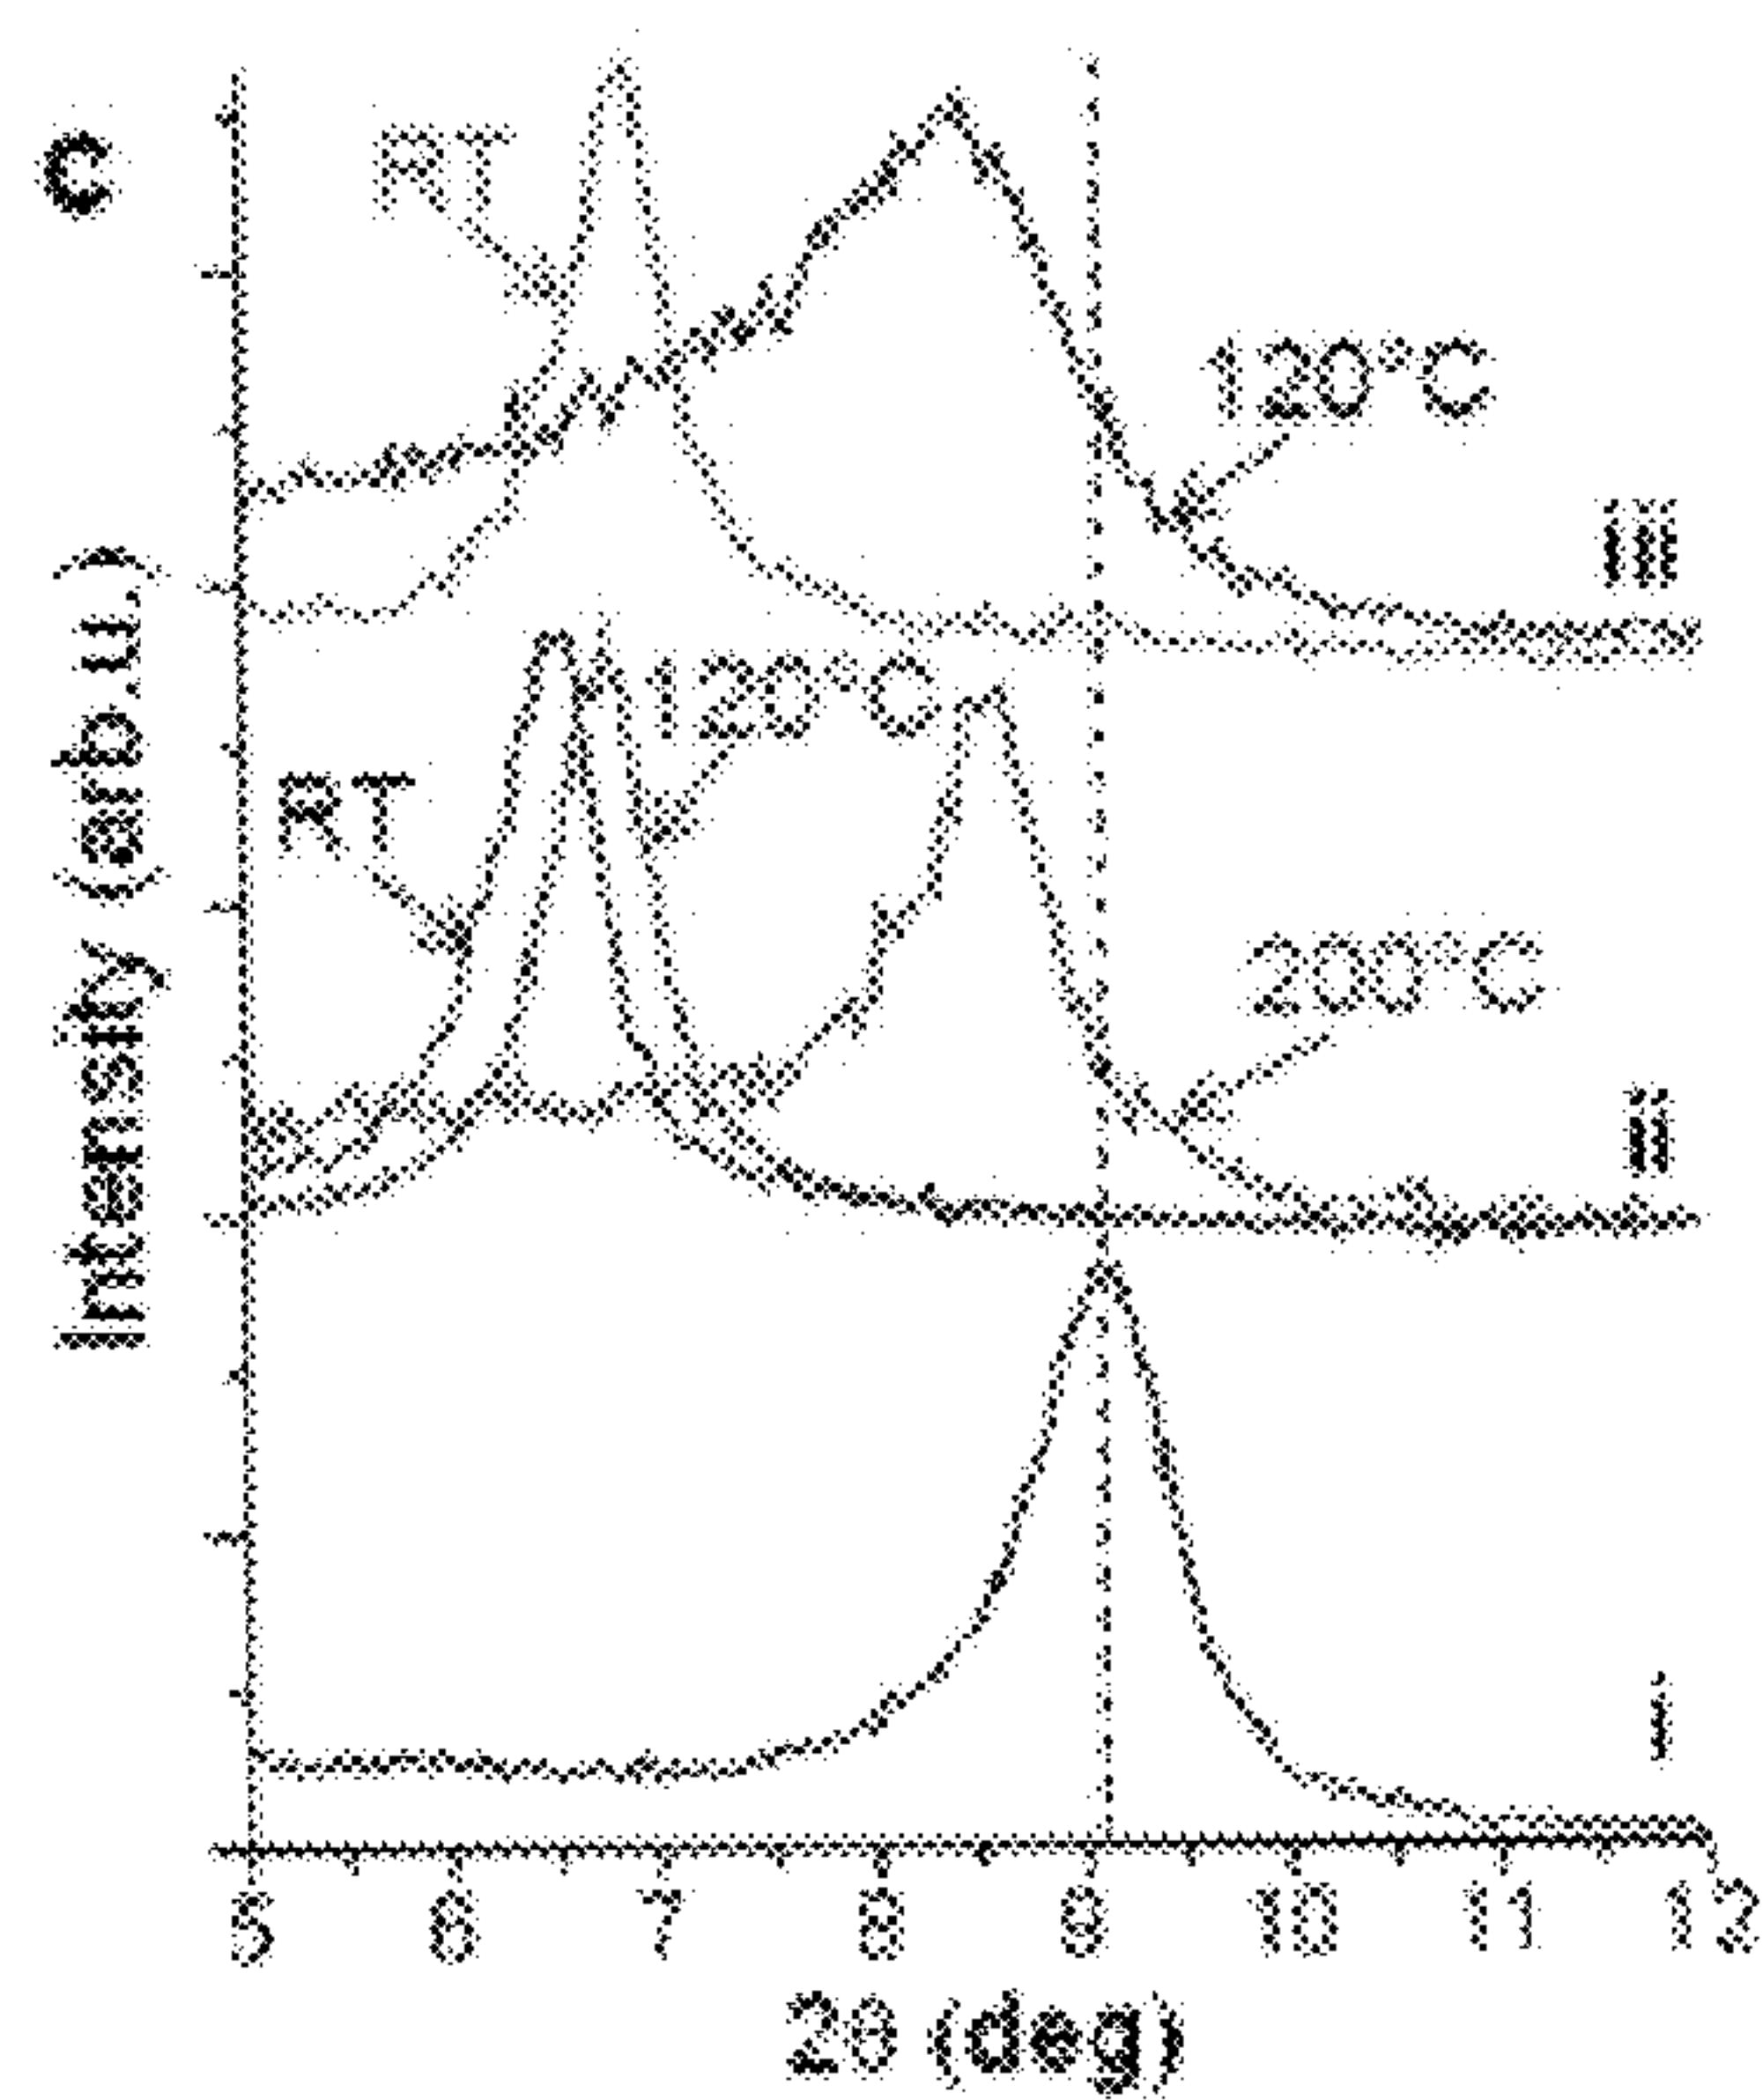 c
RT
120°C
iii
Intensity (arb.u.)
120°C
RT
200°C
ii
i
5 6 7 8 9 10 11 12
2θ (deg)